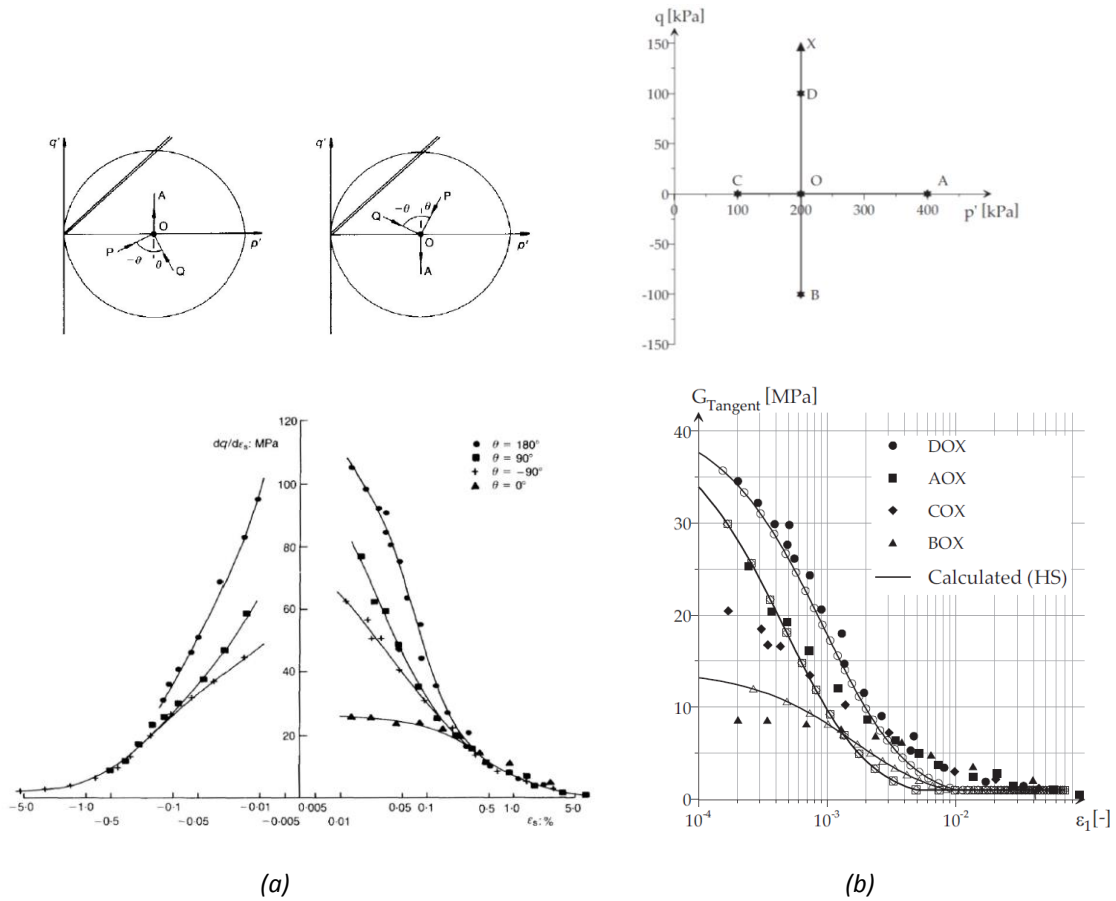 q'
A
O
P
-θ
θ
Q
p'
q'
P
-θ
θ
Q
O
A
p'
q [kPa]
X
150
100
D
50
C
O
A
0
0
100
200
300
400
p' [kPa]
-50
-100
B
-150
120
dq/dεs: MPa
100
80
60
40
20
● θ = 180°
■ θ = 90°
+ θ = -90°
▲ θ = 0°
-5·0
-1·0
-0·5
-0·1
-0·05
-0·01
-0·005
0·005
0·01
0·05
0·1
0·5
1·0
5·0
εs: %
GTangent [MPa]
40
30
20
10
0
DOX
AOX
COX
BOX
Calculated (HS)
10-4
10-3
10-2
ε1[-]
(a)
(b)